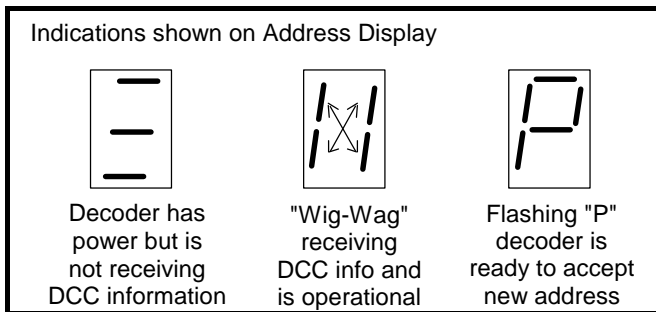 Indications shown on Address Display
P
Decoder has
power but is
not receiving
DCC information
"Wig-Wag"
receiving
DCC info and
is operational
Flashing "P"
decoder is
ready to accept
new address